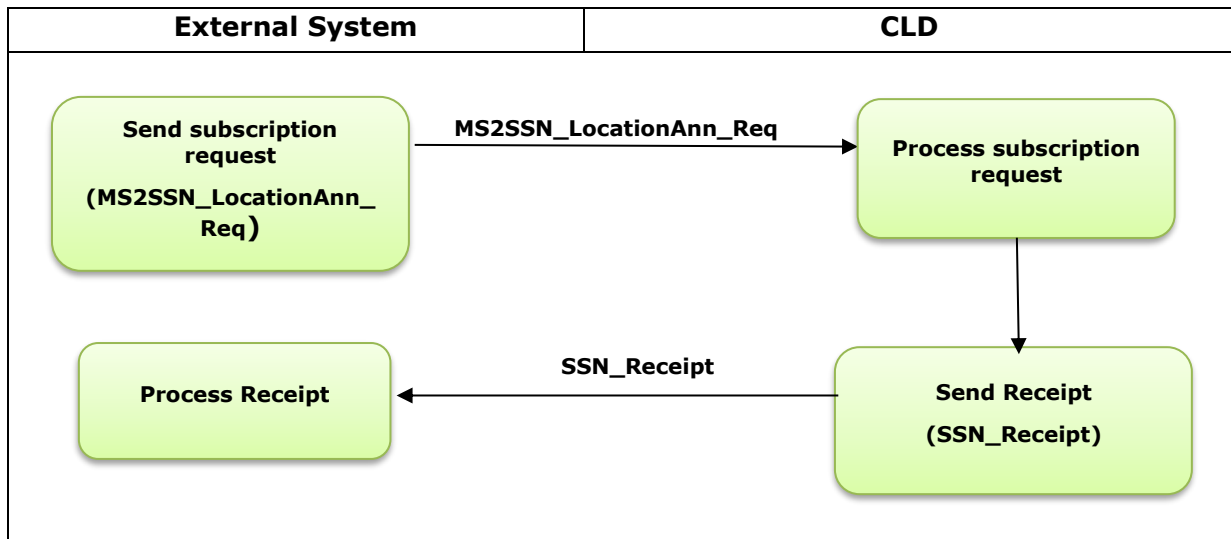 External System
CLD
Send subscription
request
(MS2SSN_LocationAnn_
Req)
MS2SSN_LocationAnn_Req
Process subscription
request
Process Receipt
SSN_Receipt
Send Receipt
(SSN_Receipt)